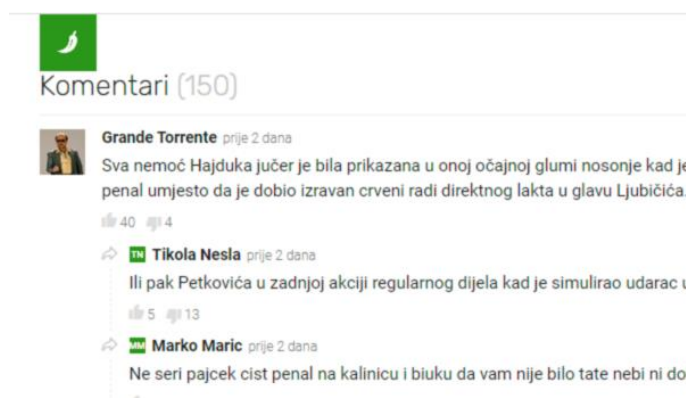 Komentari (150)
Grande Torrente prije 2 dana
Sva nemoć Hajduka jučer je bila prikazana u onoj očajnoj glumi nosonje kad je
penal umjesto da je dobio izravan crveni radi direktnog lakta u glavu Ljubičića.
40 4
TN Tikola Nesla prije 2 dana
Ili pak Petkovića u zadnjoj akciji regularnog dijela kad je simulirao udarac u
5 13
MM Marko Maric prije 2 dana
Ne seri pajcek cist penal na kalinicu i biuku da vam nije bilo tate nebi ni do